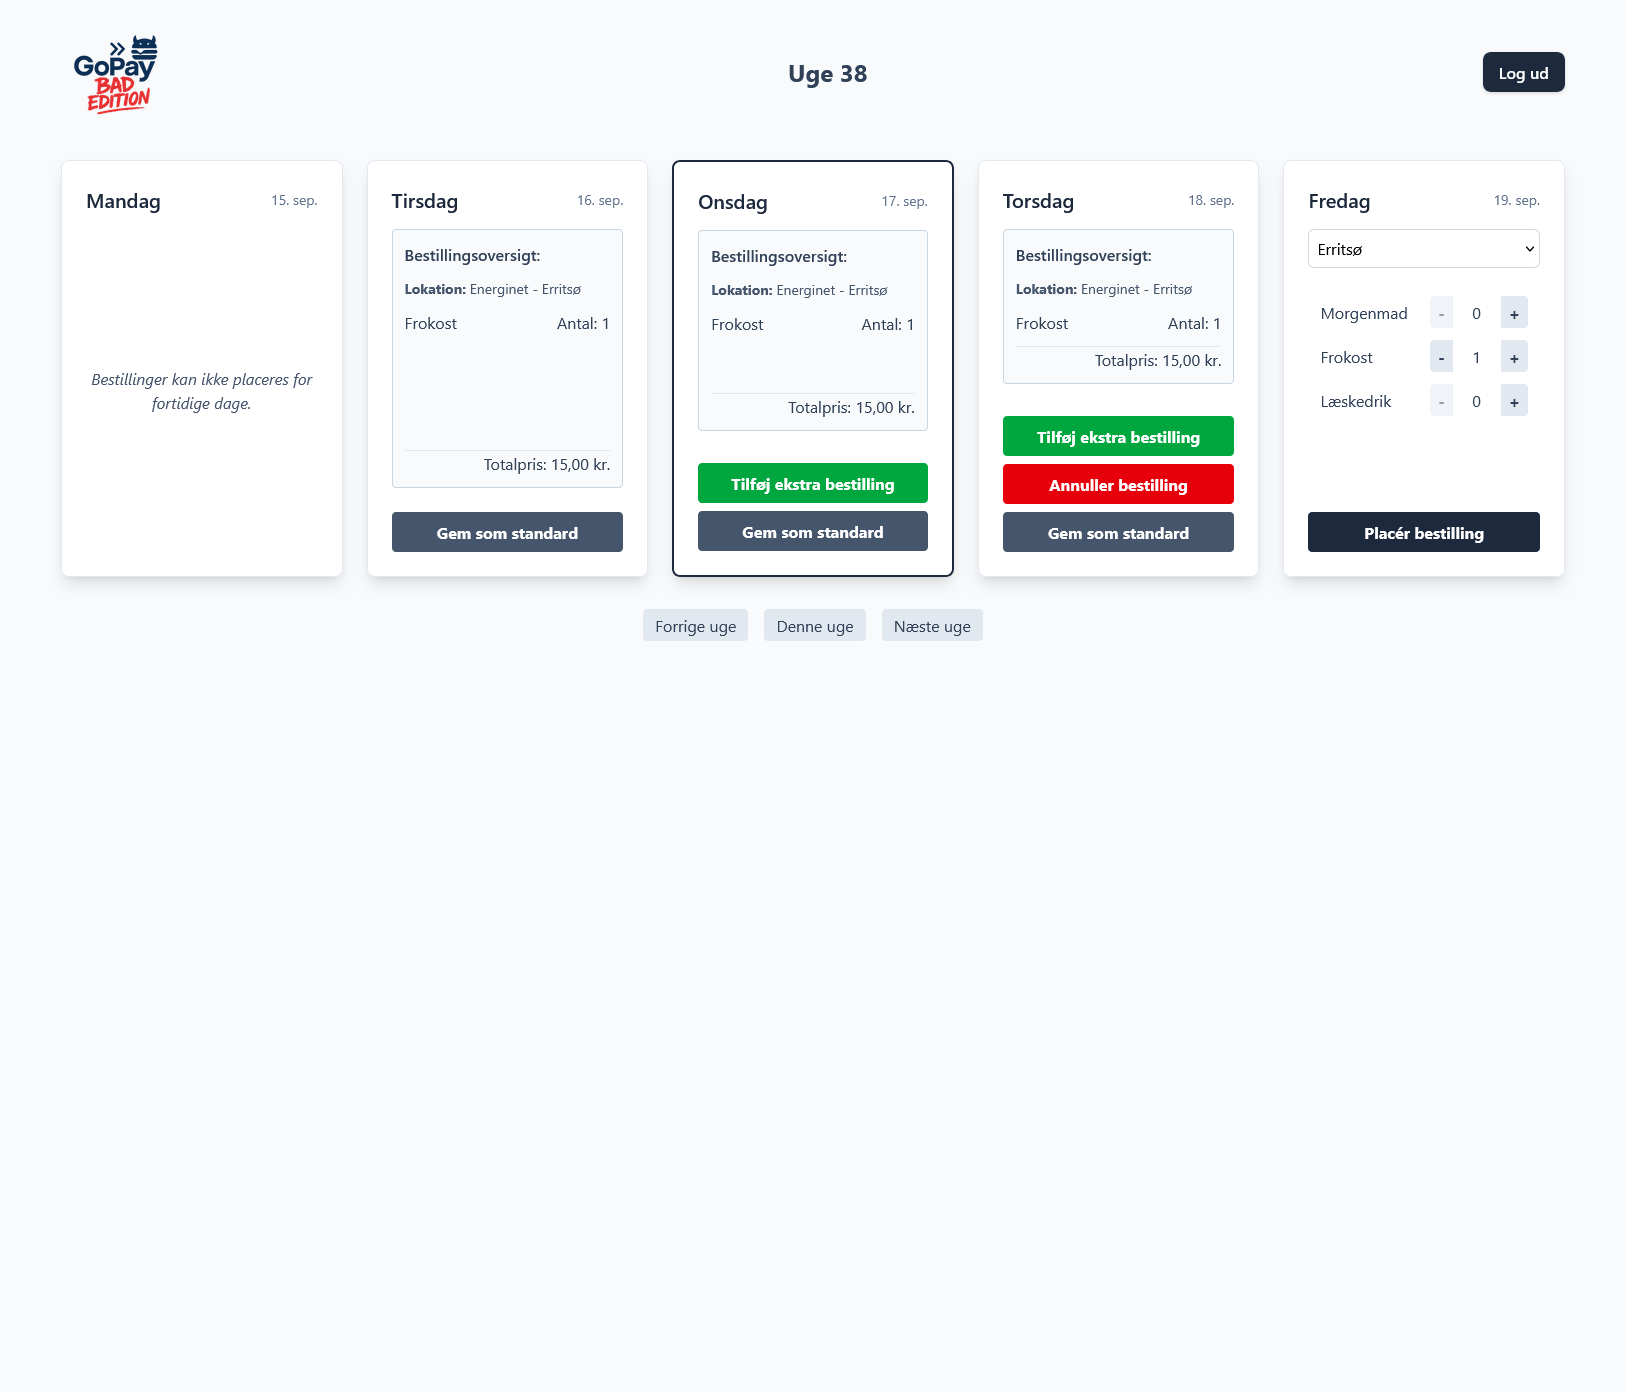 GoPay
BAD
EDITION
Uge 38
Log ud
Mandag 15. sep.
Bestillinger kan ikke placeres for
fortidige dage.
Tirsdag 16. sep.
Bestillingsoversigt:
Lokation: Energinet - Erritsø
Frokost Antal: 1
Totalpris: 15,00 kr.
Gem som standard
Onsdag 17. sep.
Bestillingsoversigt:
Lokation: Energinet - Erritsø
Frokost Antal: 1
Totalpris: 15,00 kr.
Tilføj ekstra bestilling
Gem som standard
Torsdag 18. sep.
Bestillingsoversigt:
Lokation: Energinet - Erritsø
Frokost Antal: 1
Totalpris: 15,00 kr.
Tilføj ekstra bestilling
Annuller bestilling
Gem som standard
Fredag 19. sep.
Erritsø
Morgenmad - 0 +
Frokost - 1 +
Læskedrik - 0 +
Placér bestilling
Forrige uge Denne uge Næste uge